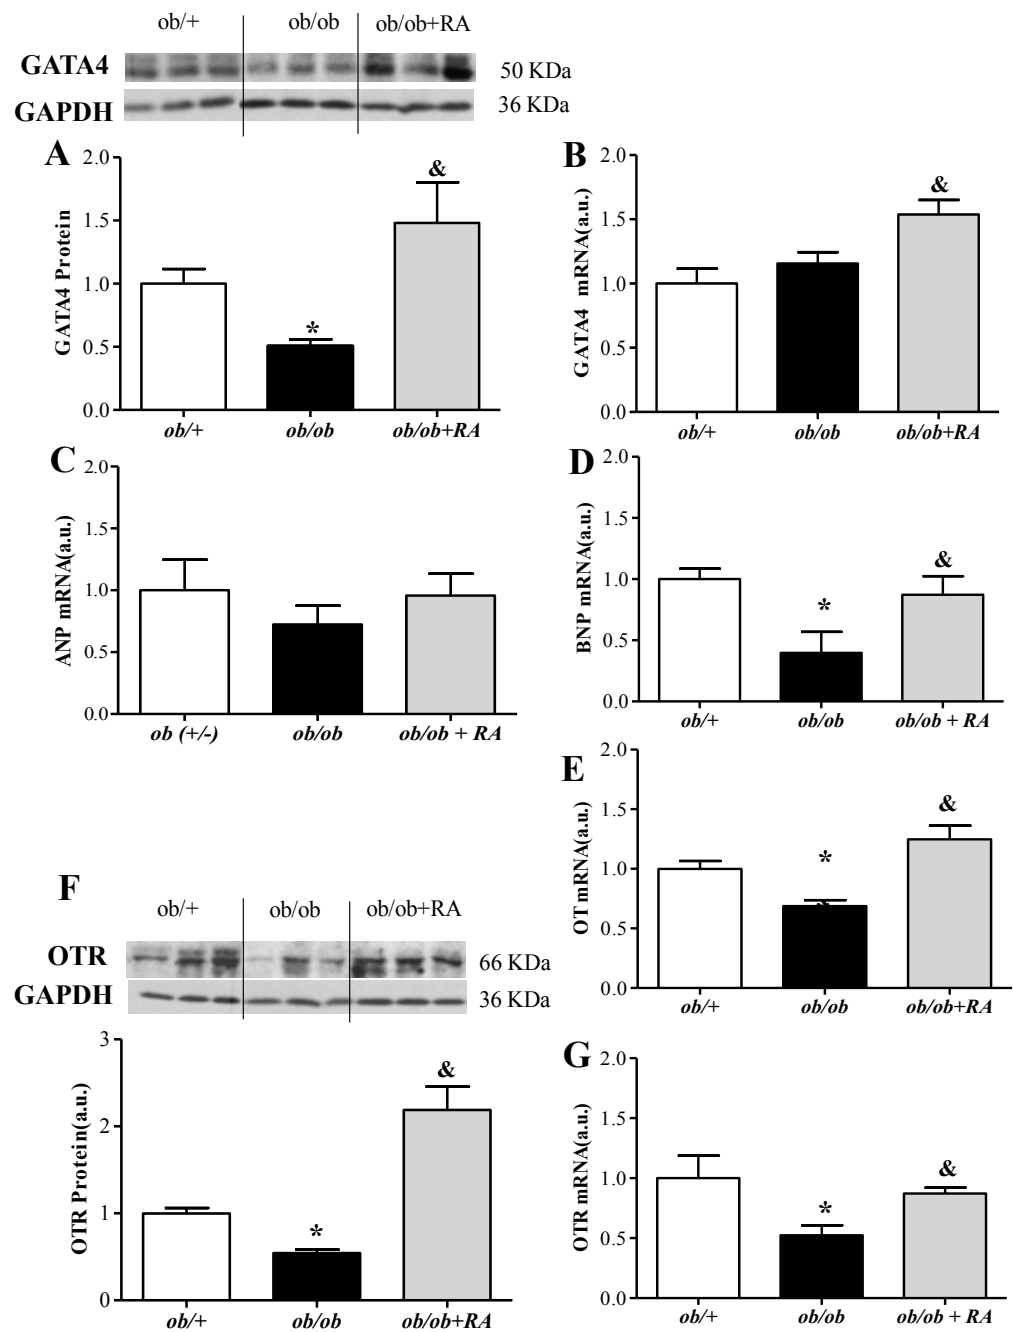 ob/+ ob/ob ob/ob+RA
GATA4 50 KDa
GAPDH 36 KDa
A
2.0
1.5
1.0
0.5
0.0
GATA4 Protein
&
*
ob/+ ob/ob ob/ob+RA
B
2.0
1.5
1.0
0.5
0.0
GATA4 mRNA(a.u.)
&
ob/+ ob/ob ob/ob+RA
C
2.0
1.5
1.0
0.5
0.0
ANP mRNA(a.u.)
ob (+/-) ob/ob ob/ob + RA
D
2.0
1.5
1.0
0.5
0.0
BNP mRNA(a.u.)
*
&
ob/+ ob/ob ob/ob + RA
E
2.0
1.5
1.0
0.5
0.0
OT mRNA(a.u.)
*
&
ob/+ ob/ob ob/ob+RA
F
ob/+ ob/ob ob/ob+RA
OTR 66 KDa
GAPDH 36 KDa
3
2
1
0
OTR Protein(a.u.)
*
&
ob/+ ob/ob ob/ob+RA
G
2.0
1.5
1.0
0.5
0.0
OTR mRNA(a.u.)
*
&
ob/+ ob/ob ob/ob + RA